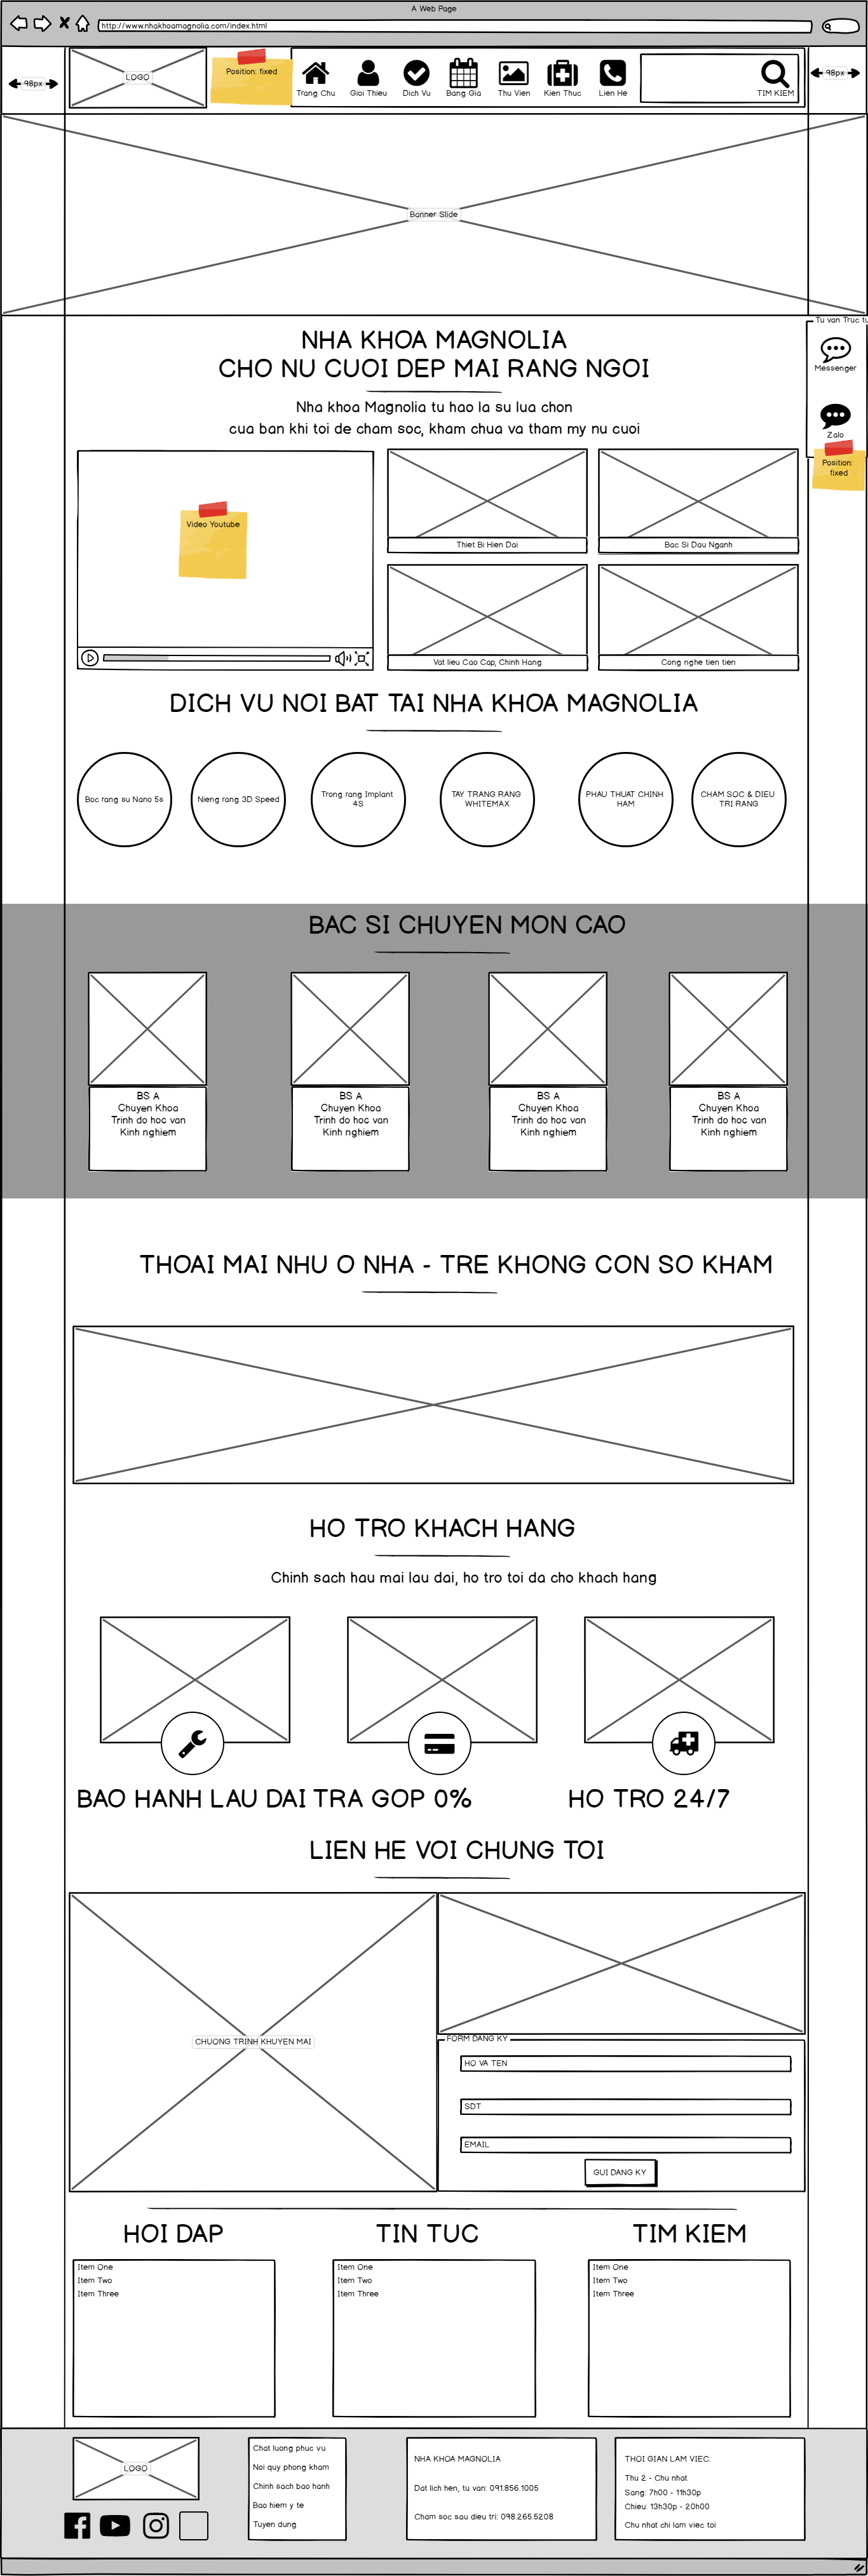 A Web Page
http://www.nhakhoamagnolia.com/index.html
98px
LOGO
Position: fixed
Trang Chu
Gioi Thieu
Dich Vu
Bang Gia
Thu Vien
Kien Thuc
Lien He
TIM KIEM
98px
Banner Slide
Tu van Truc tu
Messenger
Zalo
Position:
fixed
NHA KHOA MAGNOLIA
CHO NU CUOI DEP MAI RANG NGOI
Nha khoa Magnolia tu hao la su lua chon
cua ban khi toi de cham soc, kham chua va tham my nu cuoi
Video Youtube
Thiet Bi Hien Dai
Bac Si Dau Nganh
Vat lieu Cao Cap, Chinh Hang
Cong nghe tien tien
DICH VU NOI BAT TAI NHA KHOA MAGNOLIA
Boc rang su Nano 5s
Nieng rang 3D Speed
Trong rang Implant
4S
TAY TRANG RANG
WHITEMAX
PHAU THUAT CHINH
HAM
CHAM SOC & DIEU
TRI RANG
BAC SI CHUYEN MON CAO
BS A
Chuyen Khoa
Trinh do hoc van
Kinh nghiem
BS A
Chuyen Khoa
Trinh do hoc van
Kinh nghiem
BS A
Chuyen Khoa
Trinh do hoc van
Kinh nghiem
BS A
Chuyen Khoa
Trinh do hoc van
Kinh nghiem
THOAI MAI NHU O NHA - TRE KHONG CON SO KHAM
HO TRO KHACH HANG
Chinh sach hau mai lau dai, ho tro toi da cho khach hang
BAO HANH LAU DAI
TRA GOP 0%
HO TRO 24/7
LIEN HE VOI CHUNG TOI
CHUONG TRINH KHUYEN MAI
FORM DANG KY
HO VA TEN
SDT
EMAIL
GUI DANG KY
HOI DAP
Item One
Item Two
Item Three
TIN TUC
Item One
Item Two
Item Three
TIM KIEM
Item One
Item Two
Item Three
LOGO
Chat luong phuc vu
Noi quy phong kham
Chinh sach bao hanh
Bao hiem y te
Tuyen dung
NHA KHOA MAGNOLIA
Dat lich hen, tu van: 091.856.1005
Cham soc sau dieu tri: 098.265.5208
THOI GIAN LAM VIEC:
Thu 2 - Chu nhat
Sang: 7h00 - 11h30p
Chieu: 13h30p - 20h00
Chu nhat chi lam viec toi